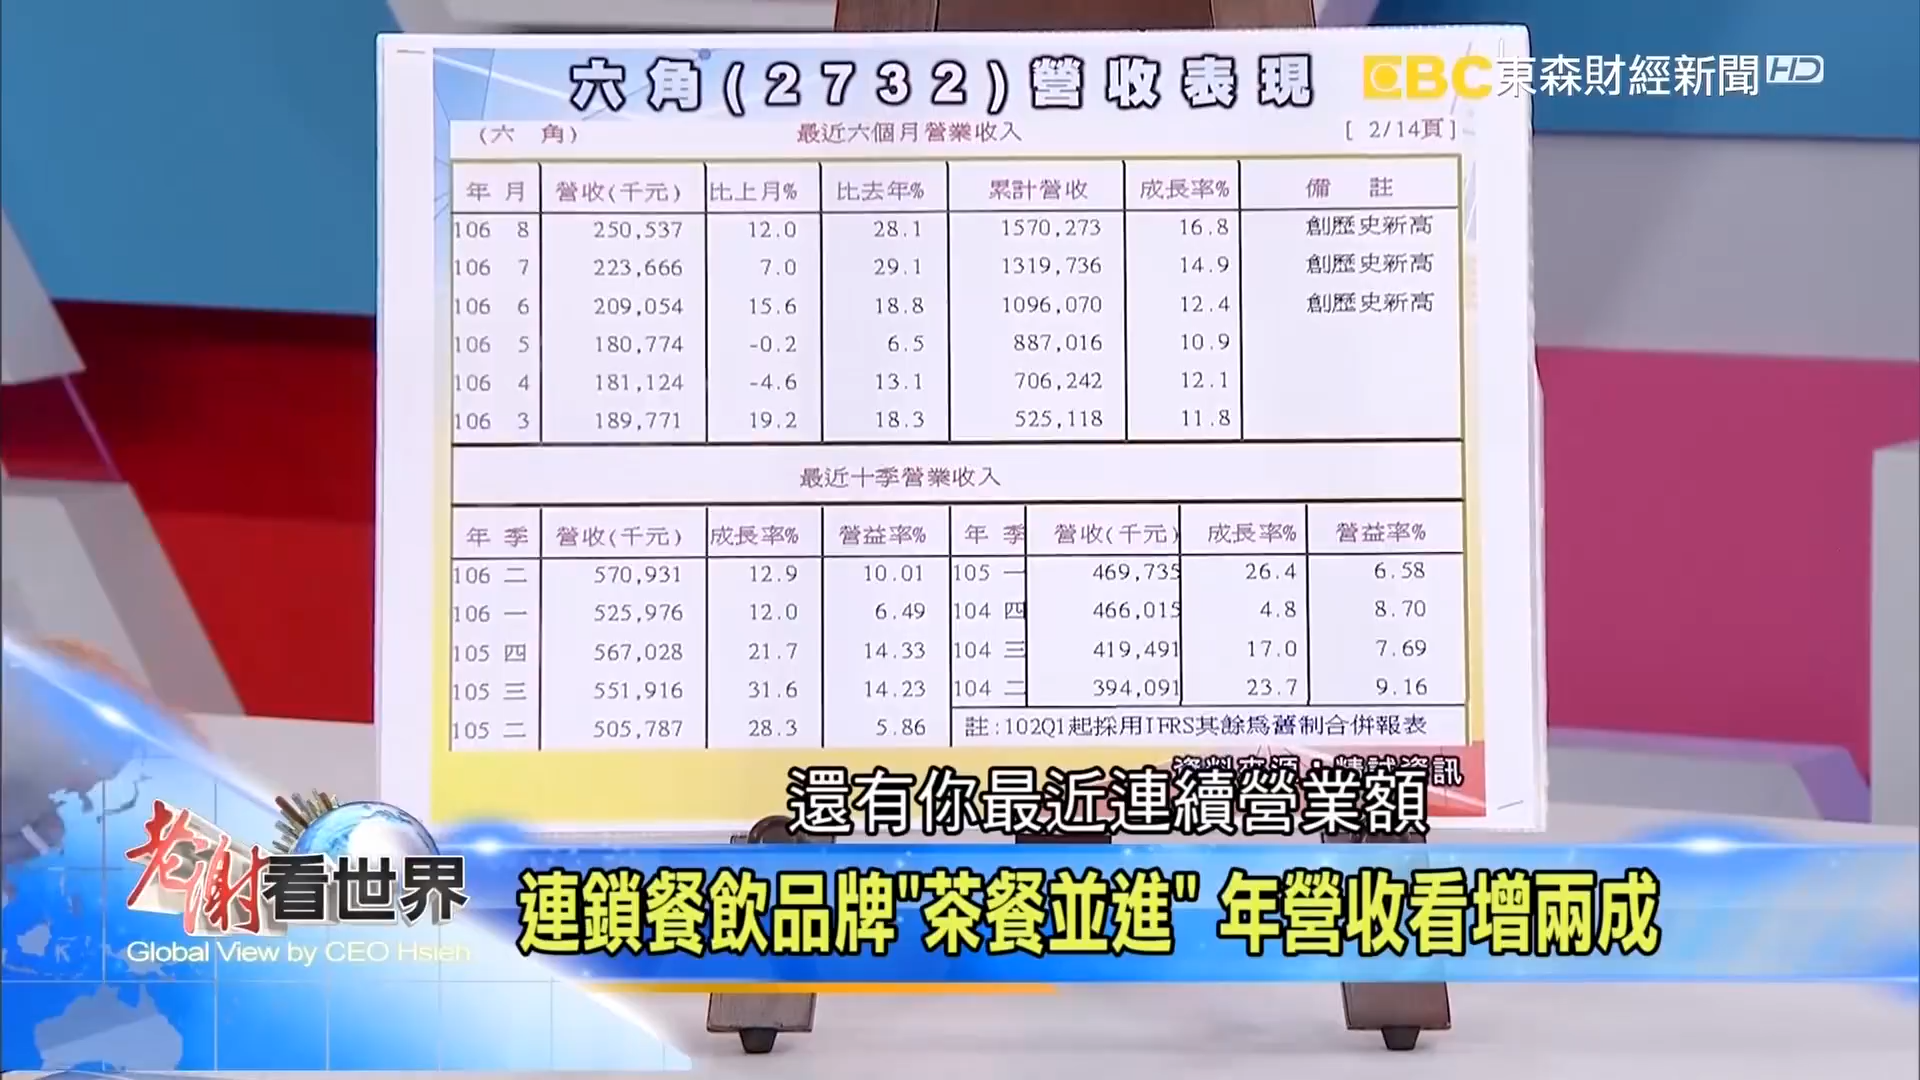 六角(2732)營收表現
EBC東森財經新聞HD
(六 角) 最近六個月營業收入 [ 2/14頁]
年 月 營收(千元) 比上月% 比去年% 累計營收 成長率% 備 註
106 8 250,537 12.0 28.1 1570,273 16.8 創歷史新高
106 7 223,666 7.0 29.1 1319,736 14.9 創歷史新高
106 6 209,054 15.6 18.8 1096,070 12.4 創歷史新高
106 5 180,774 -0.2 6.5 887,016 10.9
106 4 181,124 -4.6 13.1 706,242 12.1
106 3 189,771 19.2 18.3 525,118 11.8
最近十季營業收入
年 季 營收(千元) 成長率% 營益率% 年 季 營收(千元) 成長率% 營益率%
106 二 570,931 12.9 10.01 105 一 469,735 26.4 6.58
106 一 525,976 12.0 6.49 104 四 466,015 4.8 8.70
105 四 567,028 21.7 14.33 104 三 419,491 17.0 7.69
105 三 551,916 31.6 14.23 104 二 394,091 23.7 9.16
105 二 505,787 28.3 5.86 註:102Q1起採用IFRS其餘為舊制合併報表
還有你最近連續營業額
老謝看世界
Global View by CEO Hsieh
連鎖餐飲品牌"茶餐並進" 年營收看增兩成